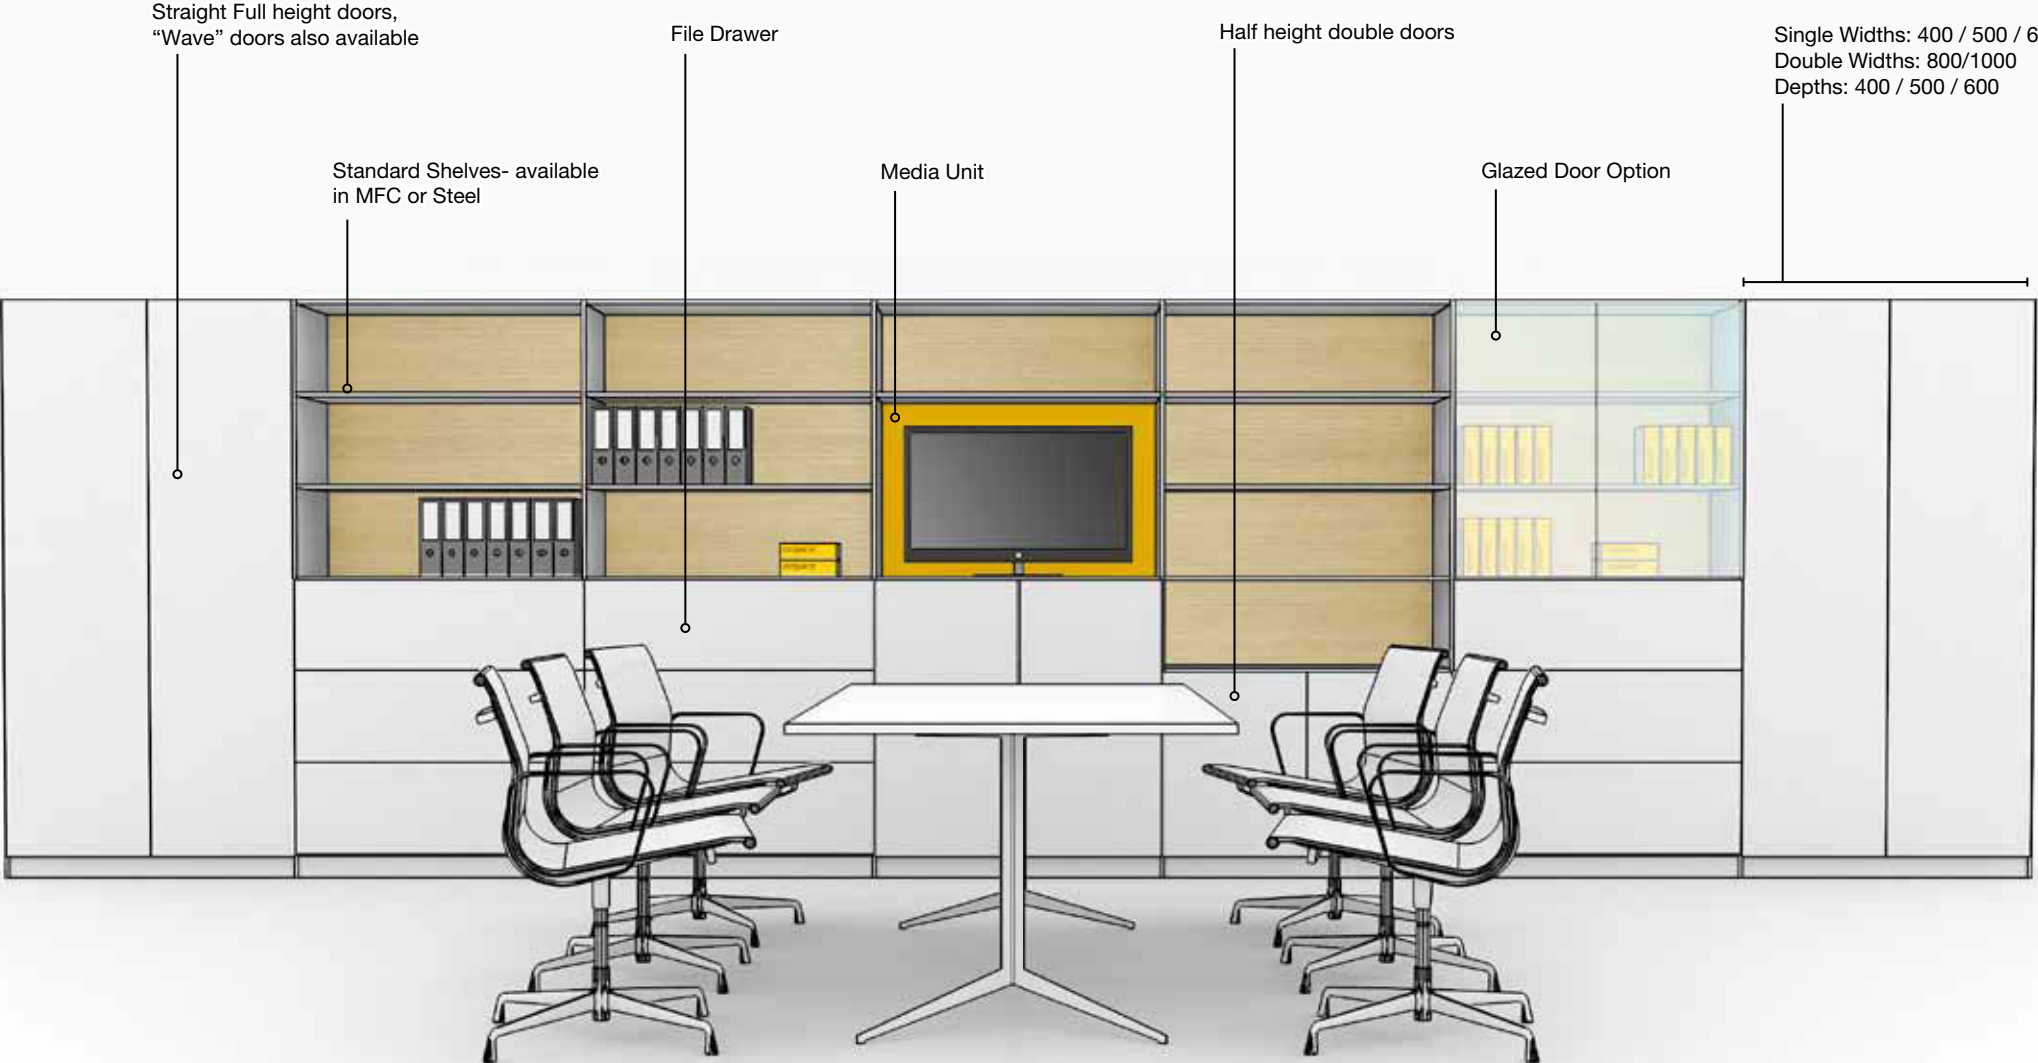 Straight Full height doors,
“Wave” doors also available
File Drawer
Half height double doors
Single Widths: 400 / 500 / 6
Double Widths: 800/1000
Depths: 400 / 500 / 600
Standard Shelves- available
in MFC or Steel
Media Unit
Glazed Door Option